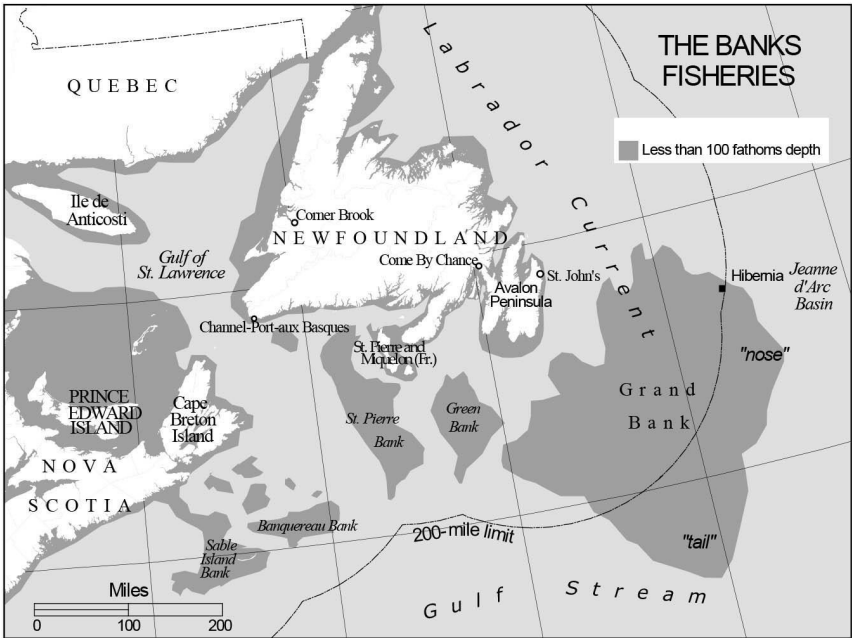 THE BANKS
FISHERIES
Less than 100 fathoms depth
Labrador Current
QUEBEC
Ile de
Anticosti
Corner Brook
NEWFOUNDLAND
Gulf of
St. Lawrence
Come By Chance
St. John's
Avalon
Peninsula
Hibernia
Jeanne
d'Arc
Basin
Channel-Port-aux Basques
St. Pierre and
Miquelon (Fr.)
"nose"
PRINCE
EDWARD
ISLAND
Cape
Breton
Island
Grand
Bank
St. Pierre
Bank
Green
Bank
NOVA
SCOTIA
Banquereau Bank
200-mile limit
"tail"
Sable
Island
Bank
Gulf Stream
Miles
0 100 200